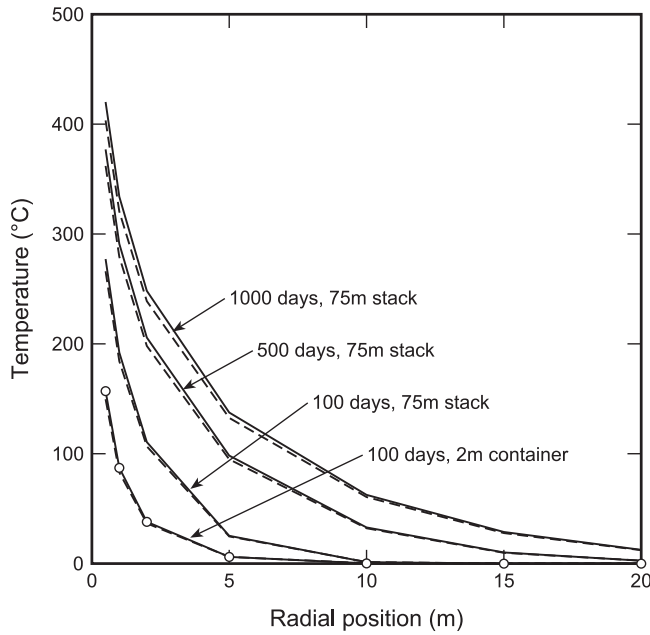 500
400
300
200
100
0
Temperature (°C)
1000 days, 75m stack
500 days, 75m stack
100 days, 75m stack
100 days, 2m container
0
5
10
15
20
Radial position (m)